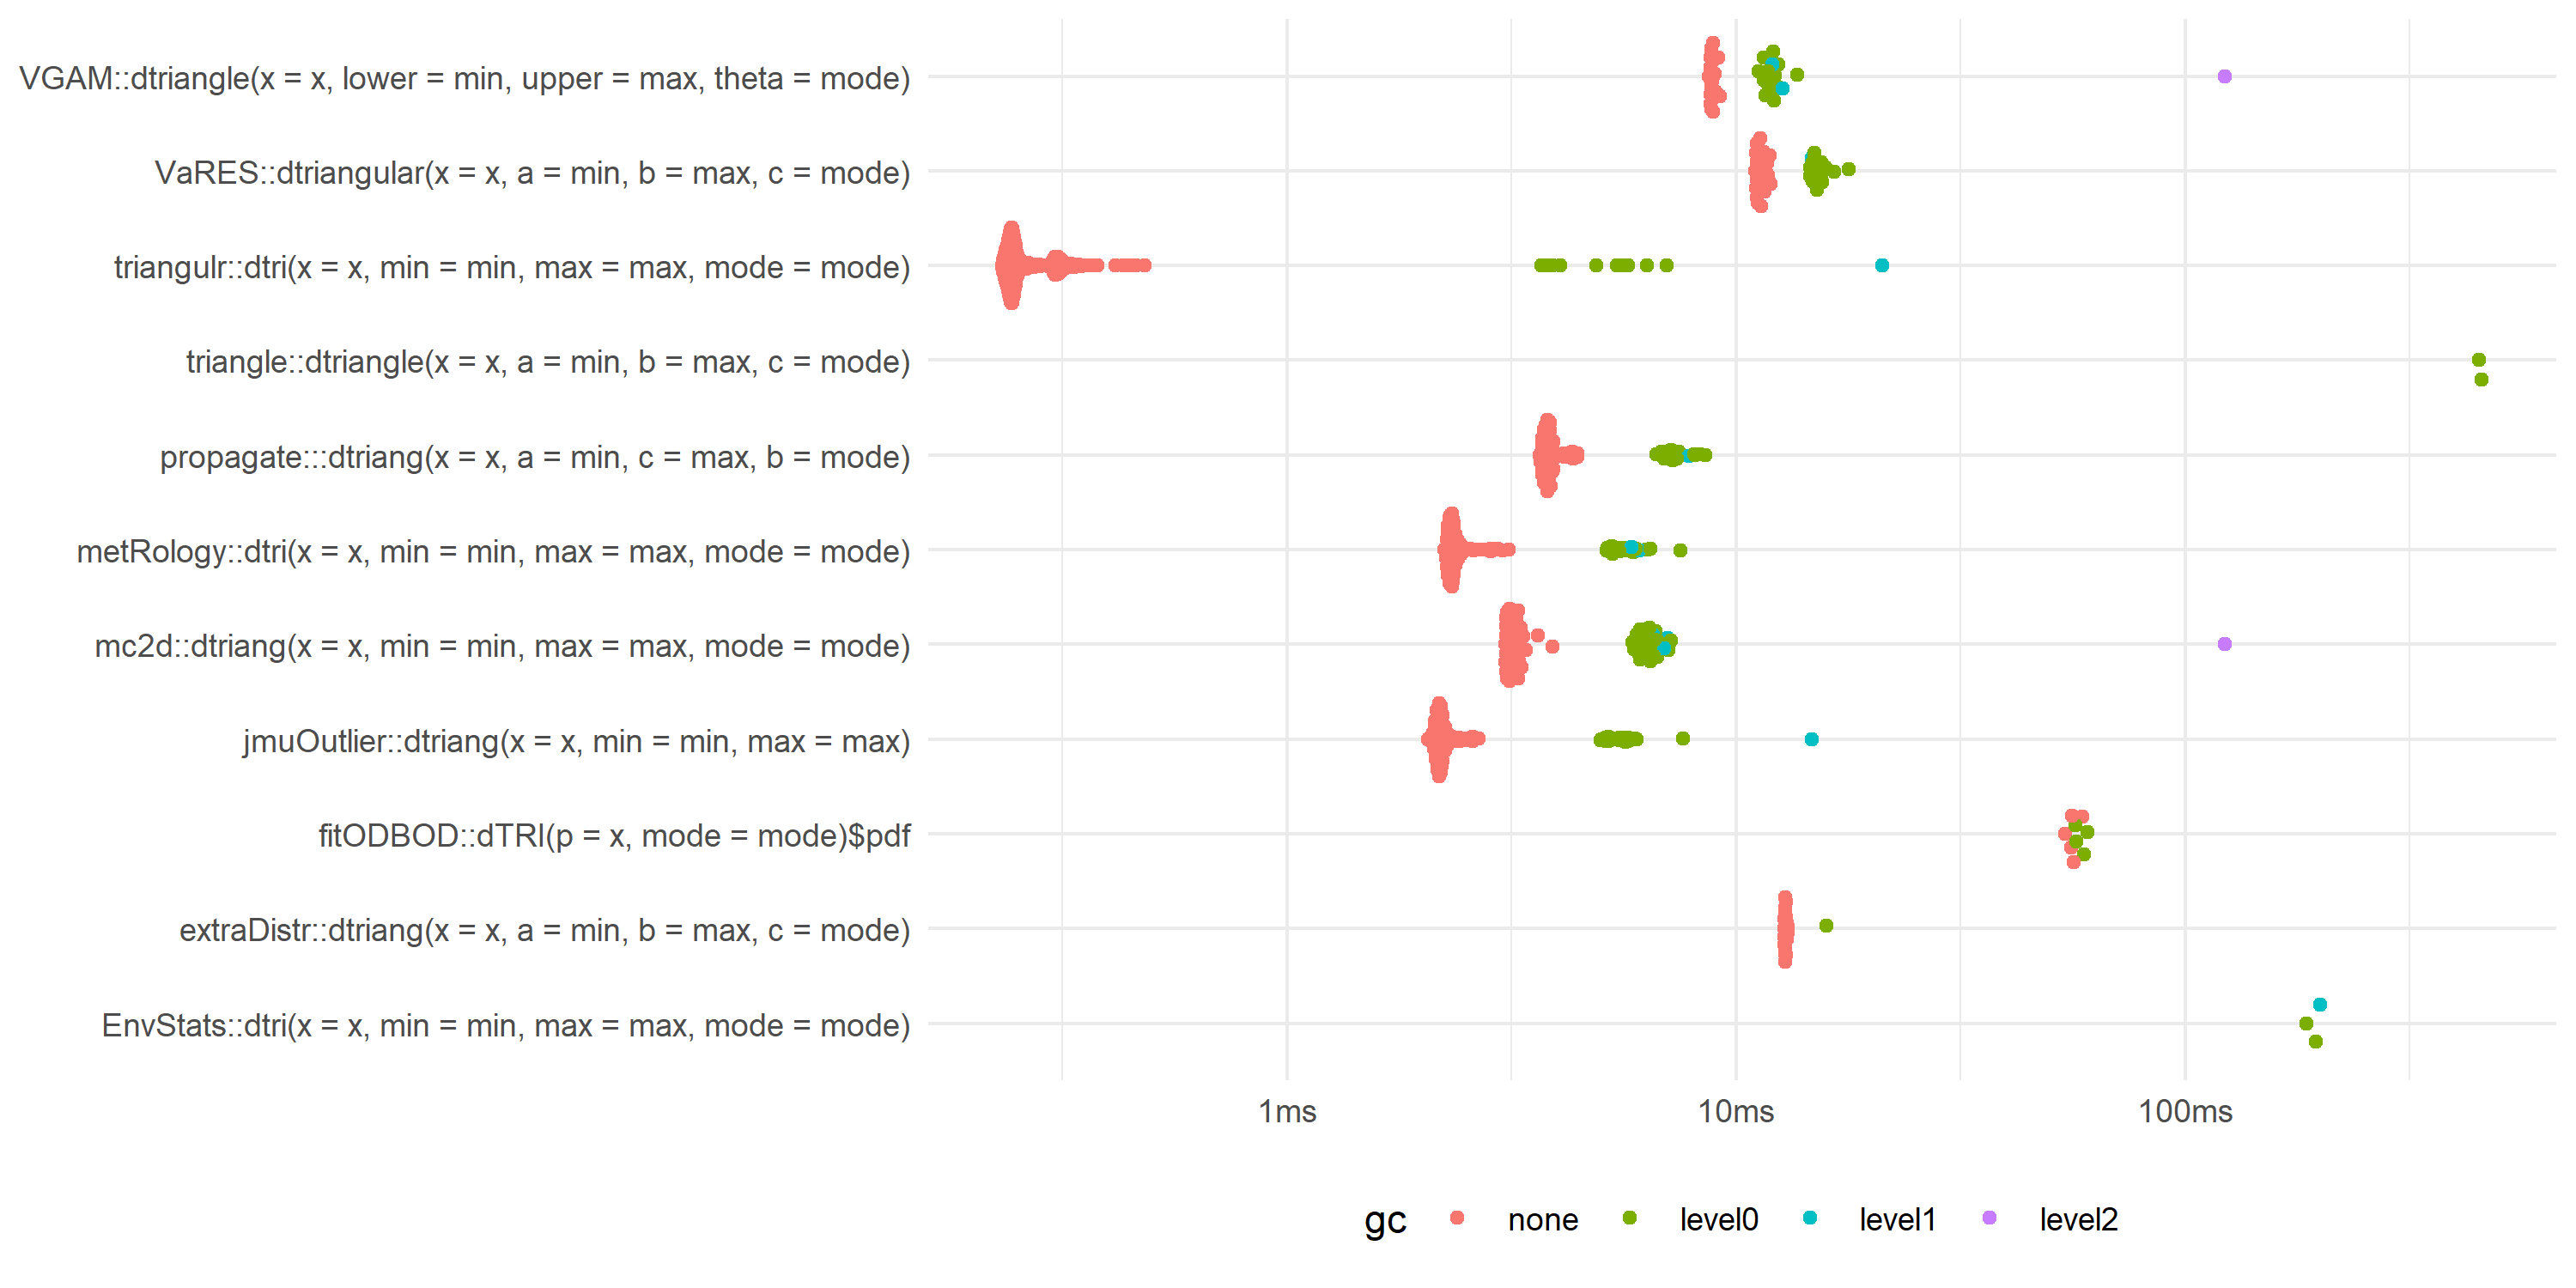 VGAM::dtriangle(x = x, lower = min, upper = max, theta = mode)
VaRES::dtriangular(x = x, a = min, b = max, c = mode)
triangulr::dtri(x = x, min = min, max = max, mode = mode)
triangle::dtriangle(x = x, a = min, b = max, c = mode)
propagate:::dtriang(x = x, a = min, c = max, b = mode)
metRology::dtri(x = x, min = min, max = max, mode = mode)
mc2d::dtriang(x = x, min = min, max = max, mode = mode)
jmuOutlier::dtriang(x = x, min = min, max = max)
fitODBOD::dTRI(p = x, mode = mode)$pdf
extraDistr::dtriang(x = x, a = min, b = max, c = mode)
EnvStats::dtri(x = x, min = min, max = max, mode = mode)
1ms 10ms 100ms
gc none level0 level1 level2